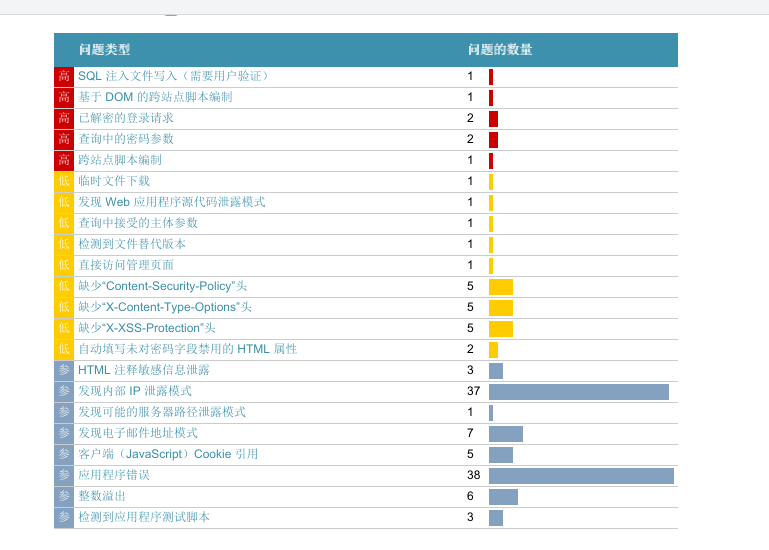 问题类型 问题的数量
高 SQL 注入文件写入（需要用户验证） 1
高 基于 DOM 的跨站点脚本编制 1
高 已解密的登录请求 2
高 查询中的密码参数 2
高 跨站点脚本编制 1
低 临时文件下载 1
低 发现 Web 应用程序源代码泄露模式 1
低 查询中接受的主体参数 1
低 检测到文件替代版本 1
低 直接访问管理页面 1
低 缺少“Content-Security-Policy”头 5
低 缺少“X-Content-Type-Options”头 5
低 缺少“X-XSS-Protection”头 5
低 自动填写未对密码字段禁用的 HTML 属性 2
参 HTML 注释敏感信息泄露 3
参 发现内部 IP 泄露模式 37
参 发现可能的服务器路径泄露模式 1
参 发现电子邮件地址模式 7
参 客户端（JavaScript）Cookie 引用 5
参 应用程序错误 38
参 整数溢出 6
参 检测到应用程序测试脚本 3